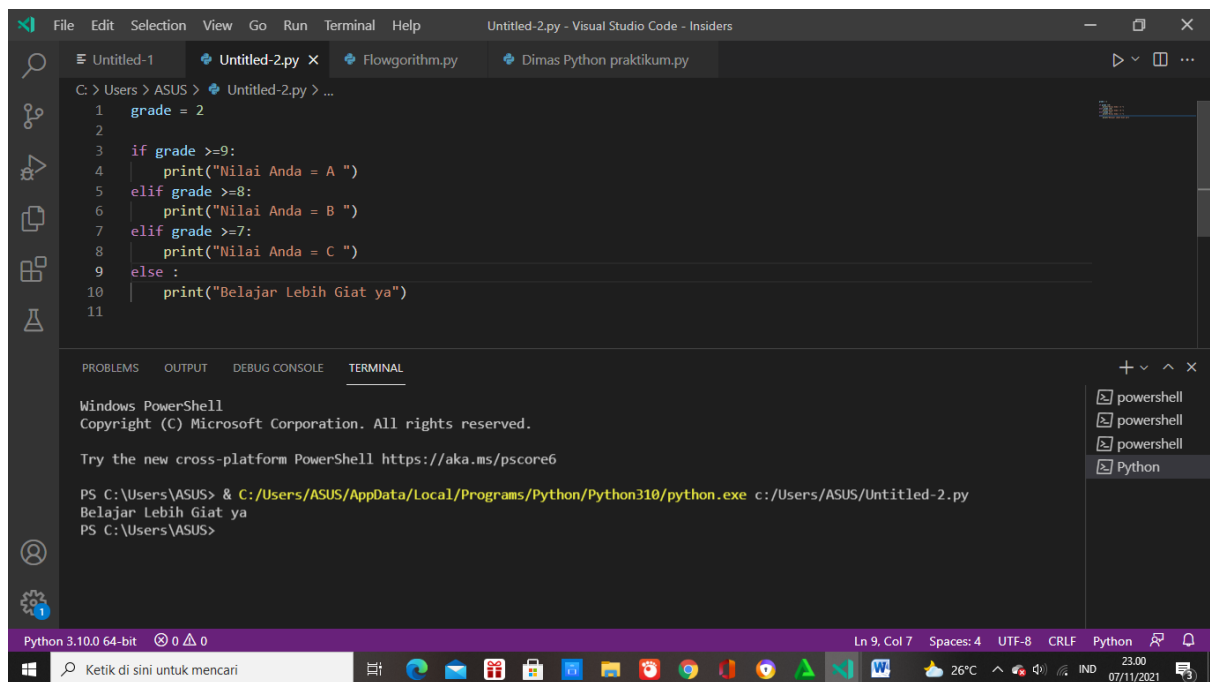 File Edit Selection View Go Run Terminal Help Untitled-2.py - Visual Studio Code - Insiders
Untitled-1 Untitled-2.py Flowgorithm.py Dimas Python praktikum.py
C: > Users > ASUS > Untitled-2.py > ...
1 grade = 2
2
3 if grade >=9:
4 print("Nilai Anda = A ")
5 elif grade >=8:
6 print("Nilai Anda = B ")
7 elif grade >=7:
8 print("Nilai Anda = C ")
9 else :
10 print("Belajar Lebih Giat ya")
11
PROBLEMS OUTPUT DEBUG CONSOLE TERMINAL
Windows PowerShell
Copyright (C) Microsoft Corporation. All rights reserved.
Try the new cross-platform PowerShell https://aka.ms/pscore6
PS C:\Users\ASUS> & C:/Users/ASUS/AppData/Local/Programs/Python/Python310/python.exe c:/Users/ASUS/Untitled-2.py
Belajar Lebih Giat ya
PS C:\Users\ASUS>
powershell
powershell
powershell
Python
1
Python 3.10.0 64-bit 0 0 Ln 9, Col 7 Spaces: 4 UTF-8 CRLF Python
Ketik di sini untuk mencari 26°C IND 23.00
07/11/2021 3